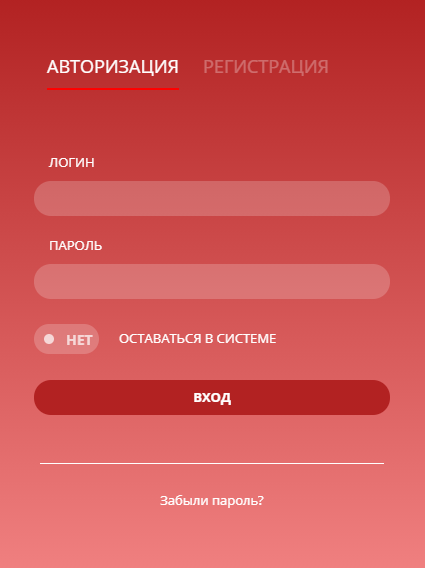 АВТОРИЗАЦИЯ РЕГИСТРАЦИЯ
ЛОГИН
ПАРОЛЬ
НЕТ ОСТАВАТЬСЯ В СИСТЕМЕ
ВХОД
Забыли пароль?